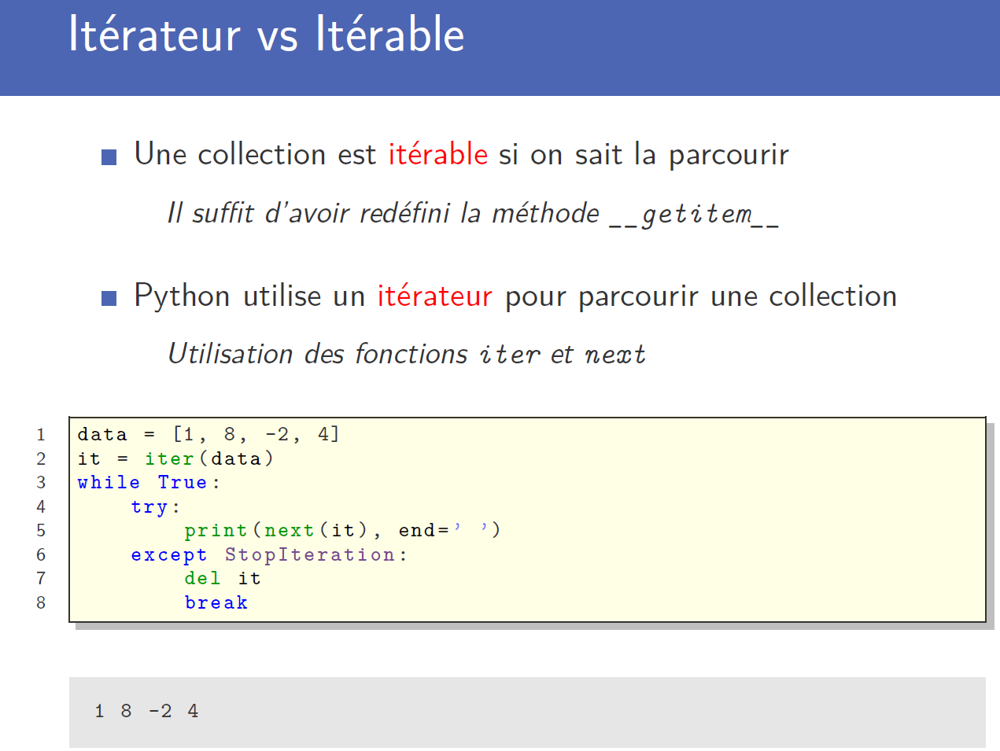 Itérateur vs Itérable
Une collection est itérable si on sait la parcourir
Il suffit d'avoir redéfini la méthode __getitem__
Python utilise un itérateur pour parcourir une collection
Utilisation des fonctions iter et next
1 data = [1, 8, -2, 4]
2 it = iter(data)
3 while True:
4     try:
5         print(next(it), end=' ')
6     except StopIteration:
7         del it
8         break
1 8 -2 4